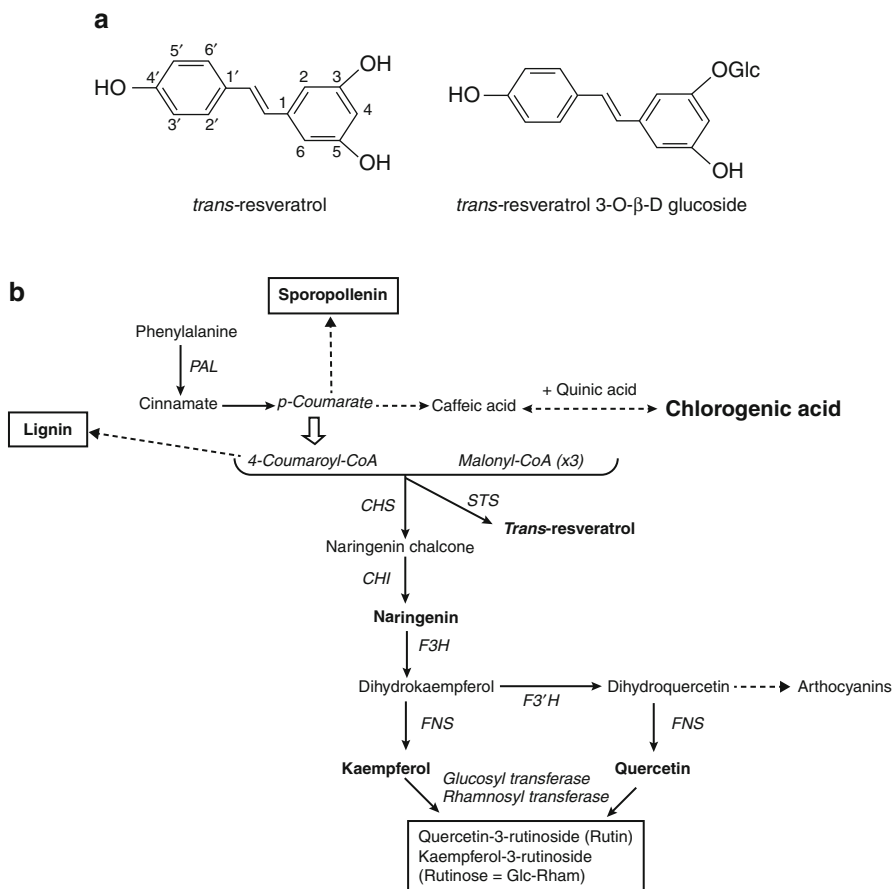 a
5′ 6′ 4′ 1′ 3′ 2′ HO 2 3 1 4 6 5 OH OH
HO OGlc OH
trans-resveratrol
trans-resveratrol 3-O-β-D glucoside
b
Sporopollenin
Phenylalanine
PAL
Cinnamate
p-Coumarate
Caffeic acid
+ Quinic acid
Chlorogenic acid
Lignin
4-Coumaroyl-CoA
Malonyl-CoA (x3)
CHS
STS
Trans-resveratrol
Naringenin chalcone
CHI
Naringenin
F3H
Dihydrokaempferol
F3′H
Dihydroquercetin
Arthocyanins
FNS
FNS
Kaempferol
Glucosyl transferase
Rhamnosyl transferase
Quercetin
Quercetin-3-rutinoside (Rutin)
Kaempferol-3-rutinoside
(Rutinose = Glc-Rham)